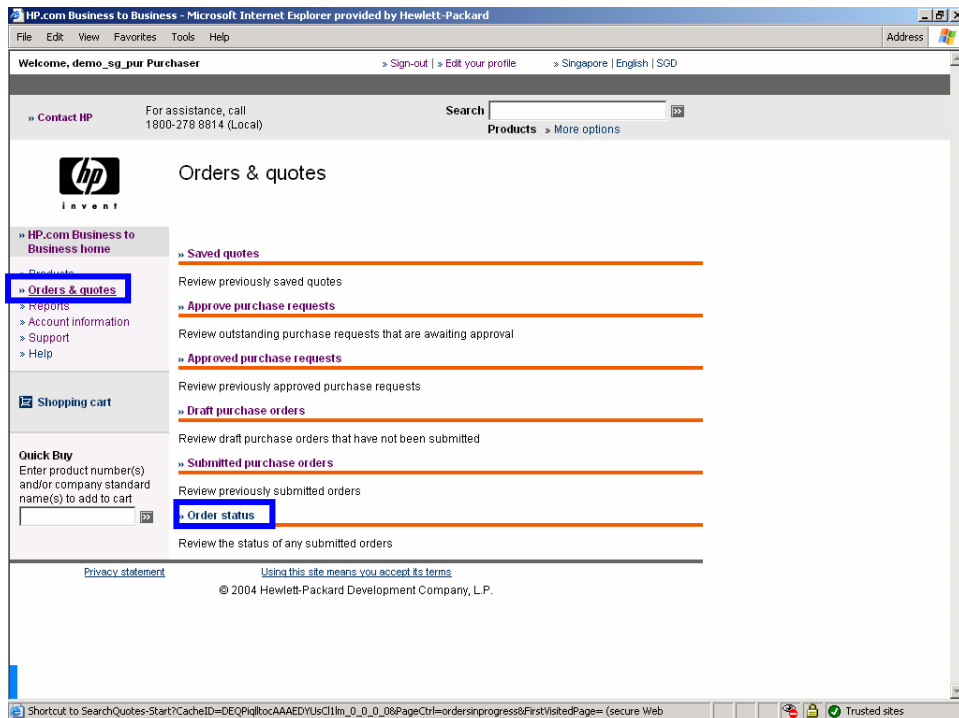 HP.com Business to Business - Microsoft Internet Explorer provided by Hewlett-Packard
File Edit View Favorites Tools Help Address
Welcome, demo_sg_pur Purchaser » Sign-out | » Edit your profile » Singapore | English | SGD
» Contact HP
For assistance, call
1800-278 8814 (Local)
Search
Products » More options
hp
invent
Orders & quotes
» HP.com Business to
Business home
» Products
» Orders & quotes
» Reports
» Account information
» Support
» Help
Shopping cart
Quick Buy
Enter product number(s)
and/or company standard
name(s) to add to cart
» Saved quotes
Review previously saved quotes
» Approve purchase requests
Review outstanding purchase requests that are awaiting approval
» Approved purchase requests
Review previously approved purchase requests
» Draft purchase orders
Review draft purchase orders that have not been submitted
» Submitted purchase orders
Review previously submitted orders
» Order status
Review the status of any submitted orders
Privacy statement Using this site means you accept its terms
© 2004 Hewlett-Packard Development Company, L.P.
Shortcut to SearchQuotes-Start?CacheID= &PageCtrl=ordersinprogress&FirstVisitedPage= (secure Web Trusted sites